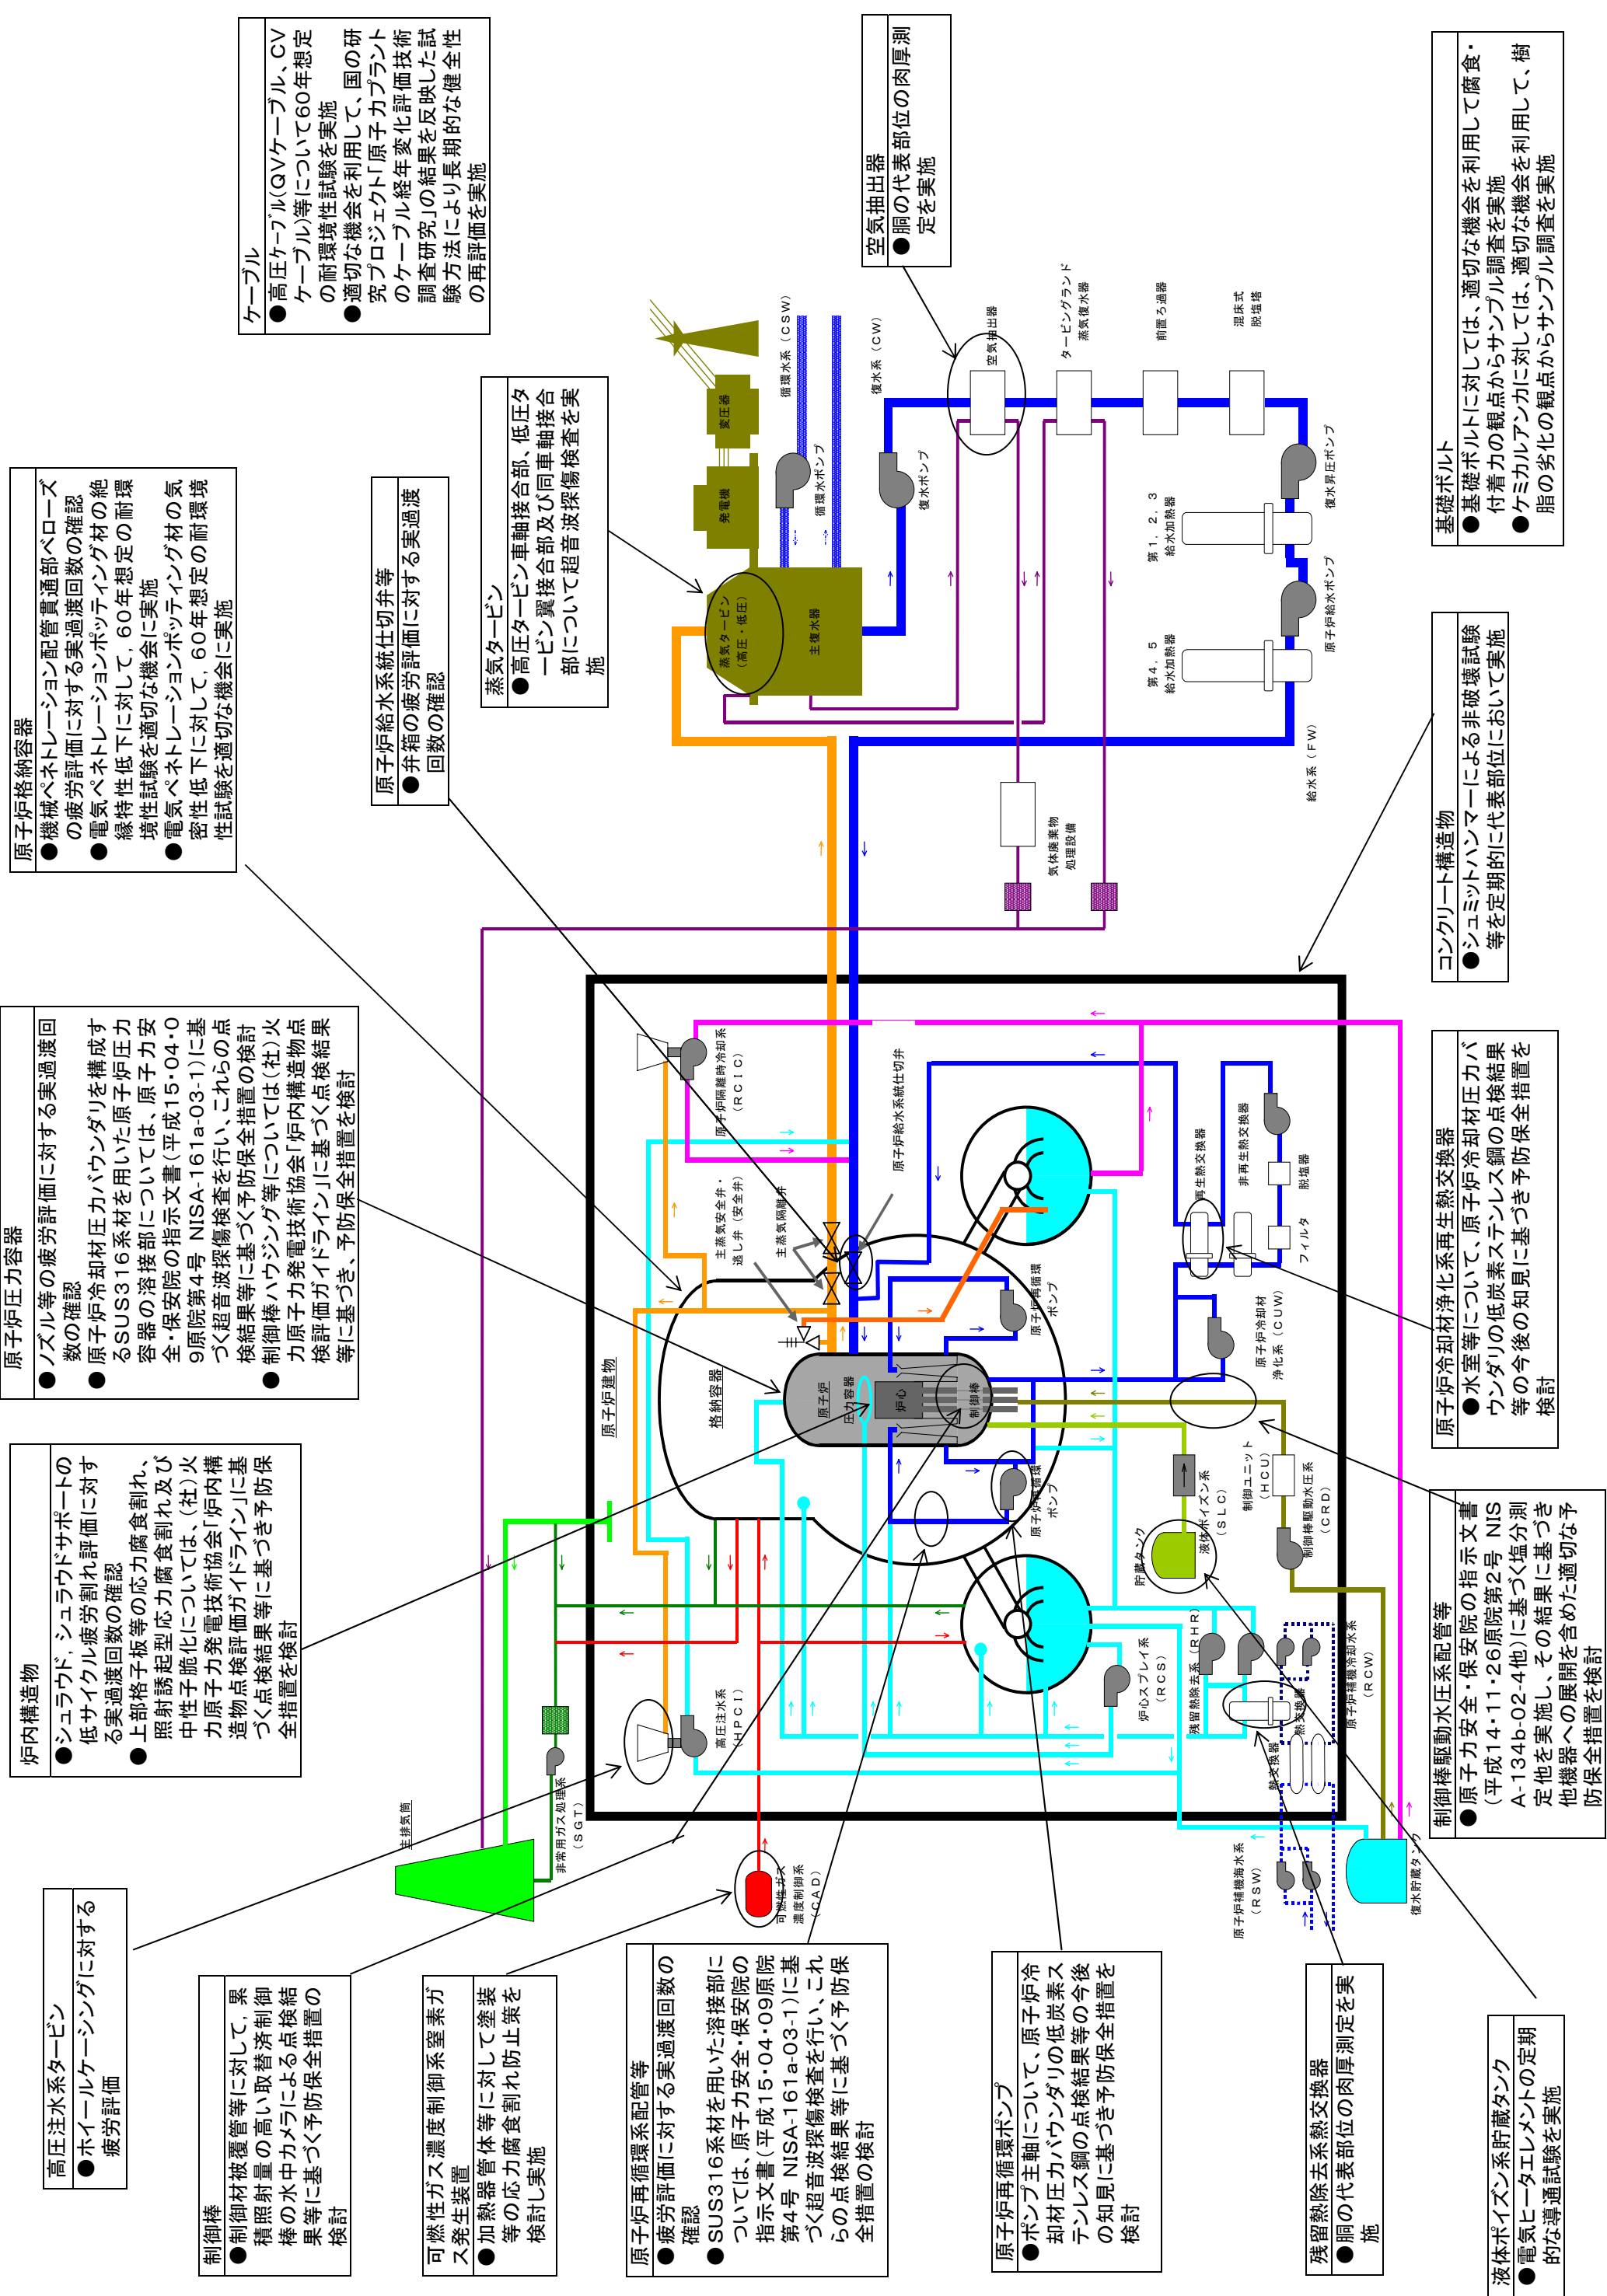 高圧注水系タービン
●ホイールケーシングに対する
疲労評価
制御棒
●制御材被覆管等に対して,累
積照射量の高い取替済制御
棒の水中カメラによる点検結
果等に基づく予防保全措置の
検討
可燃性ガス濃度制御系窒素ガ
ス発生装置
●加熱器管体等に対して塗装
等の応力腐食割れ防止策を
検討し実施
原子炉再循環系配管等
●疲労評価に対する実過渡回数の
確認
●SUS316系材を用いた溶接部に
ついては、原子力安全・保安院の
指示文書(平成15・04・09原院
第4号 NISA-161a-03-1)に基
づく超音波探傷検査を行い、これ
らの点検結果等に基づく予防保
全措置の検討
原子炉再循環ポンプ
●ポンプ主軸について、原子炉冷
却材圧力バウンダリの低炭素ス
テンレス鋼の点検結果等の今後
の知見に基づき予防保全措置を
検討
残留熱除去系熱交換器
●胴の代表部位の肉厚測定を実
施
液体ポイズン系貯蔵タンク
●電気ヒータエレメントの定期
的な導通試験を実施
炉内構造物
●シュラウド,シュラウドサポートの
低サイクル疲労割れ評価に対す
る実過渡回数の確認
●上部格子板等の応力腐食割れ、
照射誘起型応力腐食割れ及び
中性子脆化については、(社)火
力原子力発電技術協会「炉内構
造物点検評価ガイドライン」に基
づく点検結果等に基づき予防保
全措置を検討
原子炉圧力容器
●ノズル等の疲労評価に対する実過渡回
数の確認
●原子炉冷却材圧力バウンダリを構成す
るSUS316系材を用いた原子炉圧力
容器の溶接部については、原子力安
全・保安院の指示文書(平成15・04・0
9原院第4号 NISA-161a-03-1)に基
づく超音波探傷検査を行い、これらの点
検結果等に基づく予防保全措置の検討
●制御棒ハウジング等については(社)火
力原子力発電技術協会「炉内構造物点
検評価ガイドライン」に基づく点検結果
等に基づき、予防保全措置を検討
原子炉格納容器
●機械ペネトレーション配管貫通部ベローズ
の疲労評価に対する実過渡回数の確認
●電気ペネトレーションポッティング材の絶
縁特性低下に対して,60年想定の耐環
境性試験を適切な機会に実施
●電気ペネトレーションポッティング材の気
密性低下に対して,60年想定の耐環境
性試験を適切な機会に実施
原子炉給水系統仕切弁等
●弁箱の疲労評価に対する実過渡
回数の確認
蒸気タービン
●高圧タービン車軸接合部、低圧タ
ービン翼接合部及び同車軸接合
部について超音波探傷検査を実
施
ケーブル
●高圧ケーブル(QVケーブル、CV
ケーブル)等について60年想定
の耐環境性試験を実施
●適切な機会を利用して、国の研
究プロジェクト「原子力プラント
のケーブル経年変化評価技術
調査研究」の結果を反映した試
験方法により長期的な健全性
の再評価を実施
空気抽出器
●胴の代表部位の肉厚測
定を実施
基礎ボルト
●基礎ボルトに対しては、適切な機会を利用して腐食・
付着力の観点からサンプル調査を実施
●ケミカルアンカに対しては、適切な機会を利用して、樹
脂の劣化の観点からサンプル調査を実施
コンクリート構造物
●シュミットハンマーによる非破壊試験
等を定期的に代表部位において実施
原子炉冷却材浄化系再生熱交換器
●水室等について、原子炉冷却材圧力バ
ウンダリの低炭素ステンレス鋼の点検結果
等の今後の知見に基づき予防保全措置を
検討
制御棒駆動水圧系配管等
●原子力安全・保安院の指示文書
(平成14・11・26原院第2号 NIS
A-134b-02-4他)に基づく塩分測
定他を実施し、その結果に基づき
他機器への展開を含めた適切な予
防保全措置を検討
主排気筒
非常用ガス処理系
(SGT)
可燃性ガス
濃度制御系
(CAD)
高圧注水系
(HPCI)
原子炉建物
格納容器
原子炉
圧力容器
炉心
制御棒
原子炉隔離時冷却系
(RCIC)
主蒸気安全弁・
逃し弁(安全弁)
主蒸気隔離弁
原子炉給水系統仕切弁
原子炉再循環
ポンプ
原子炉再循環
ポンプ
再生熱交換器
非再生熱交換器
脱塩器
フィルタ
原子炉冷却材
浄化系(CUW)
貯蔵タンク
液体ポイズン系
(SLC)
制御ユニット
(HCU)
制御棒駆動水圧系
(CRD)
炉心スプレイ系
(RCS)
残留熱除去系(RHR)
熱交換器
熱交換器
原子炉補機冷却水系
(RCW)
原子炉補機海水系
(RSW)
復水貯蔵タンク
蒸気タービン
(高圧・低圧)
主復水器
発電機
変圧器
循環水系(CSW)
循環水ポンプ
復水系(CW)
復水ポンプ
空気抽出器
タービングランド
蒸気復水器
前置ろ過器
混床式
脱塩塔
復水昇圧ポンプ
第1,2,3
給水加熱器
原子炉給水ポンプ
第4,5
給水加熱器
給水系(FW)
気体廃棄物
処理設備